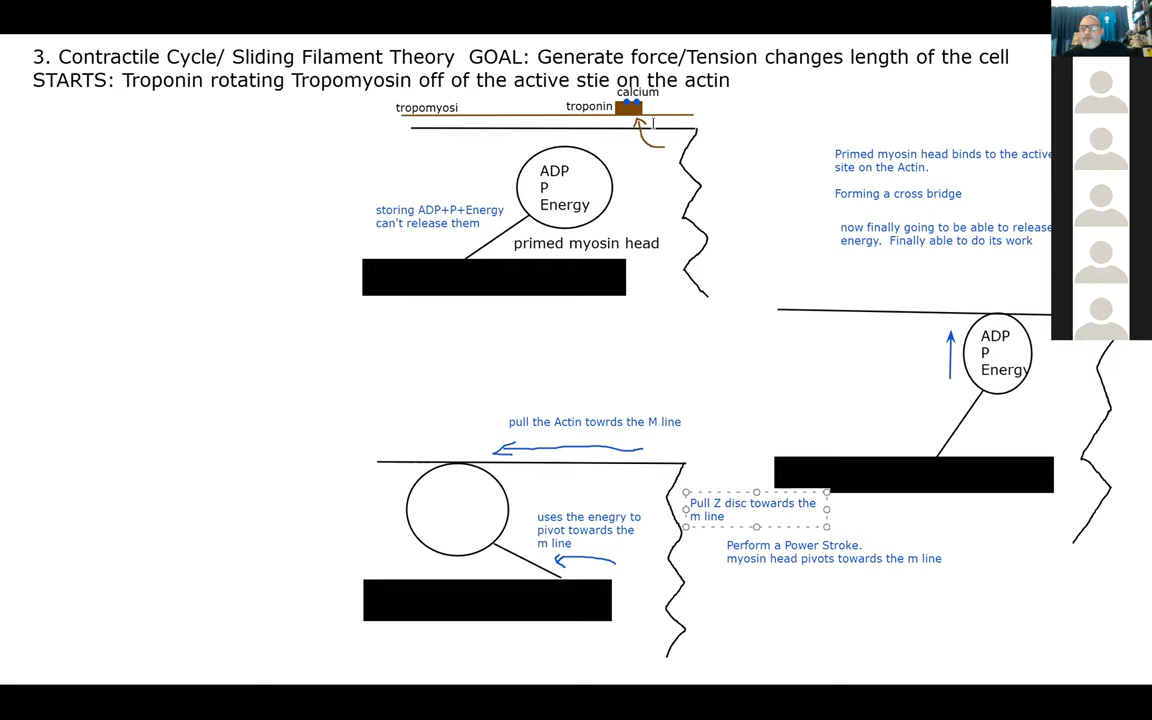 3. Contractile Cycle/ Sliding Filament Theory  GOAL: Generate force/Tension changes length of the cell
STARTS: Troponin rotating Tropomyosin off of the active stie on the actin
calcium
tropomyosi
troponin
ADP
P
Energy
storing ADP+P+Energy
can't release them
primed myosin head
Primed myosin head binds to the active
site on the Actin.
Forming a cross bridge
now finally going to be able to release
energy.  Finally able to do its work
ADP
P
Energy
pull the Actin towrds the M line
uses the enegry to
pivot towards the
m line
Pull Z disc towards the
m line
Perform a Power Stroke.
myosin head pivots towards the m line